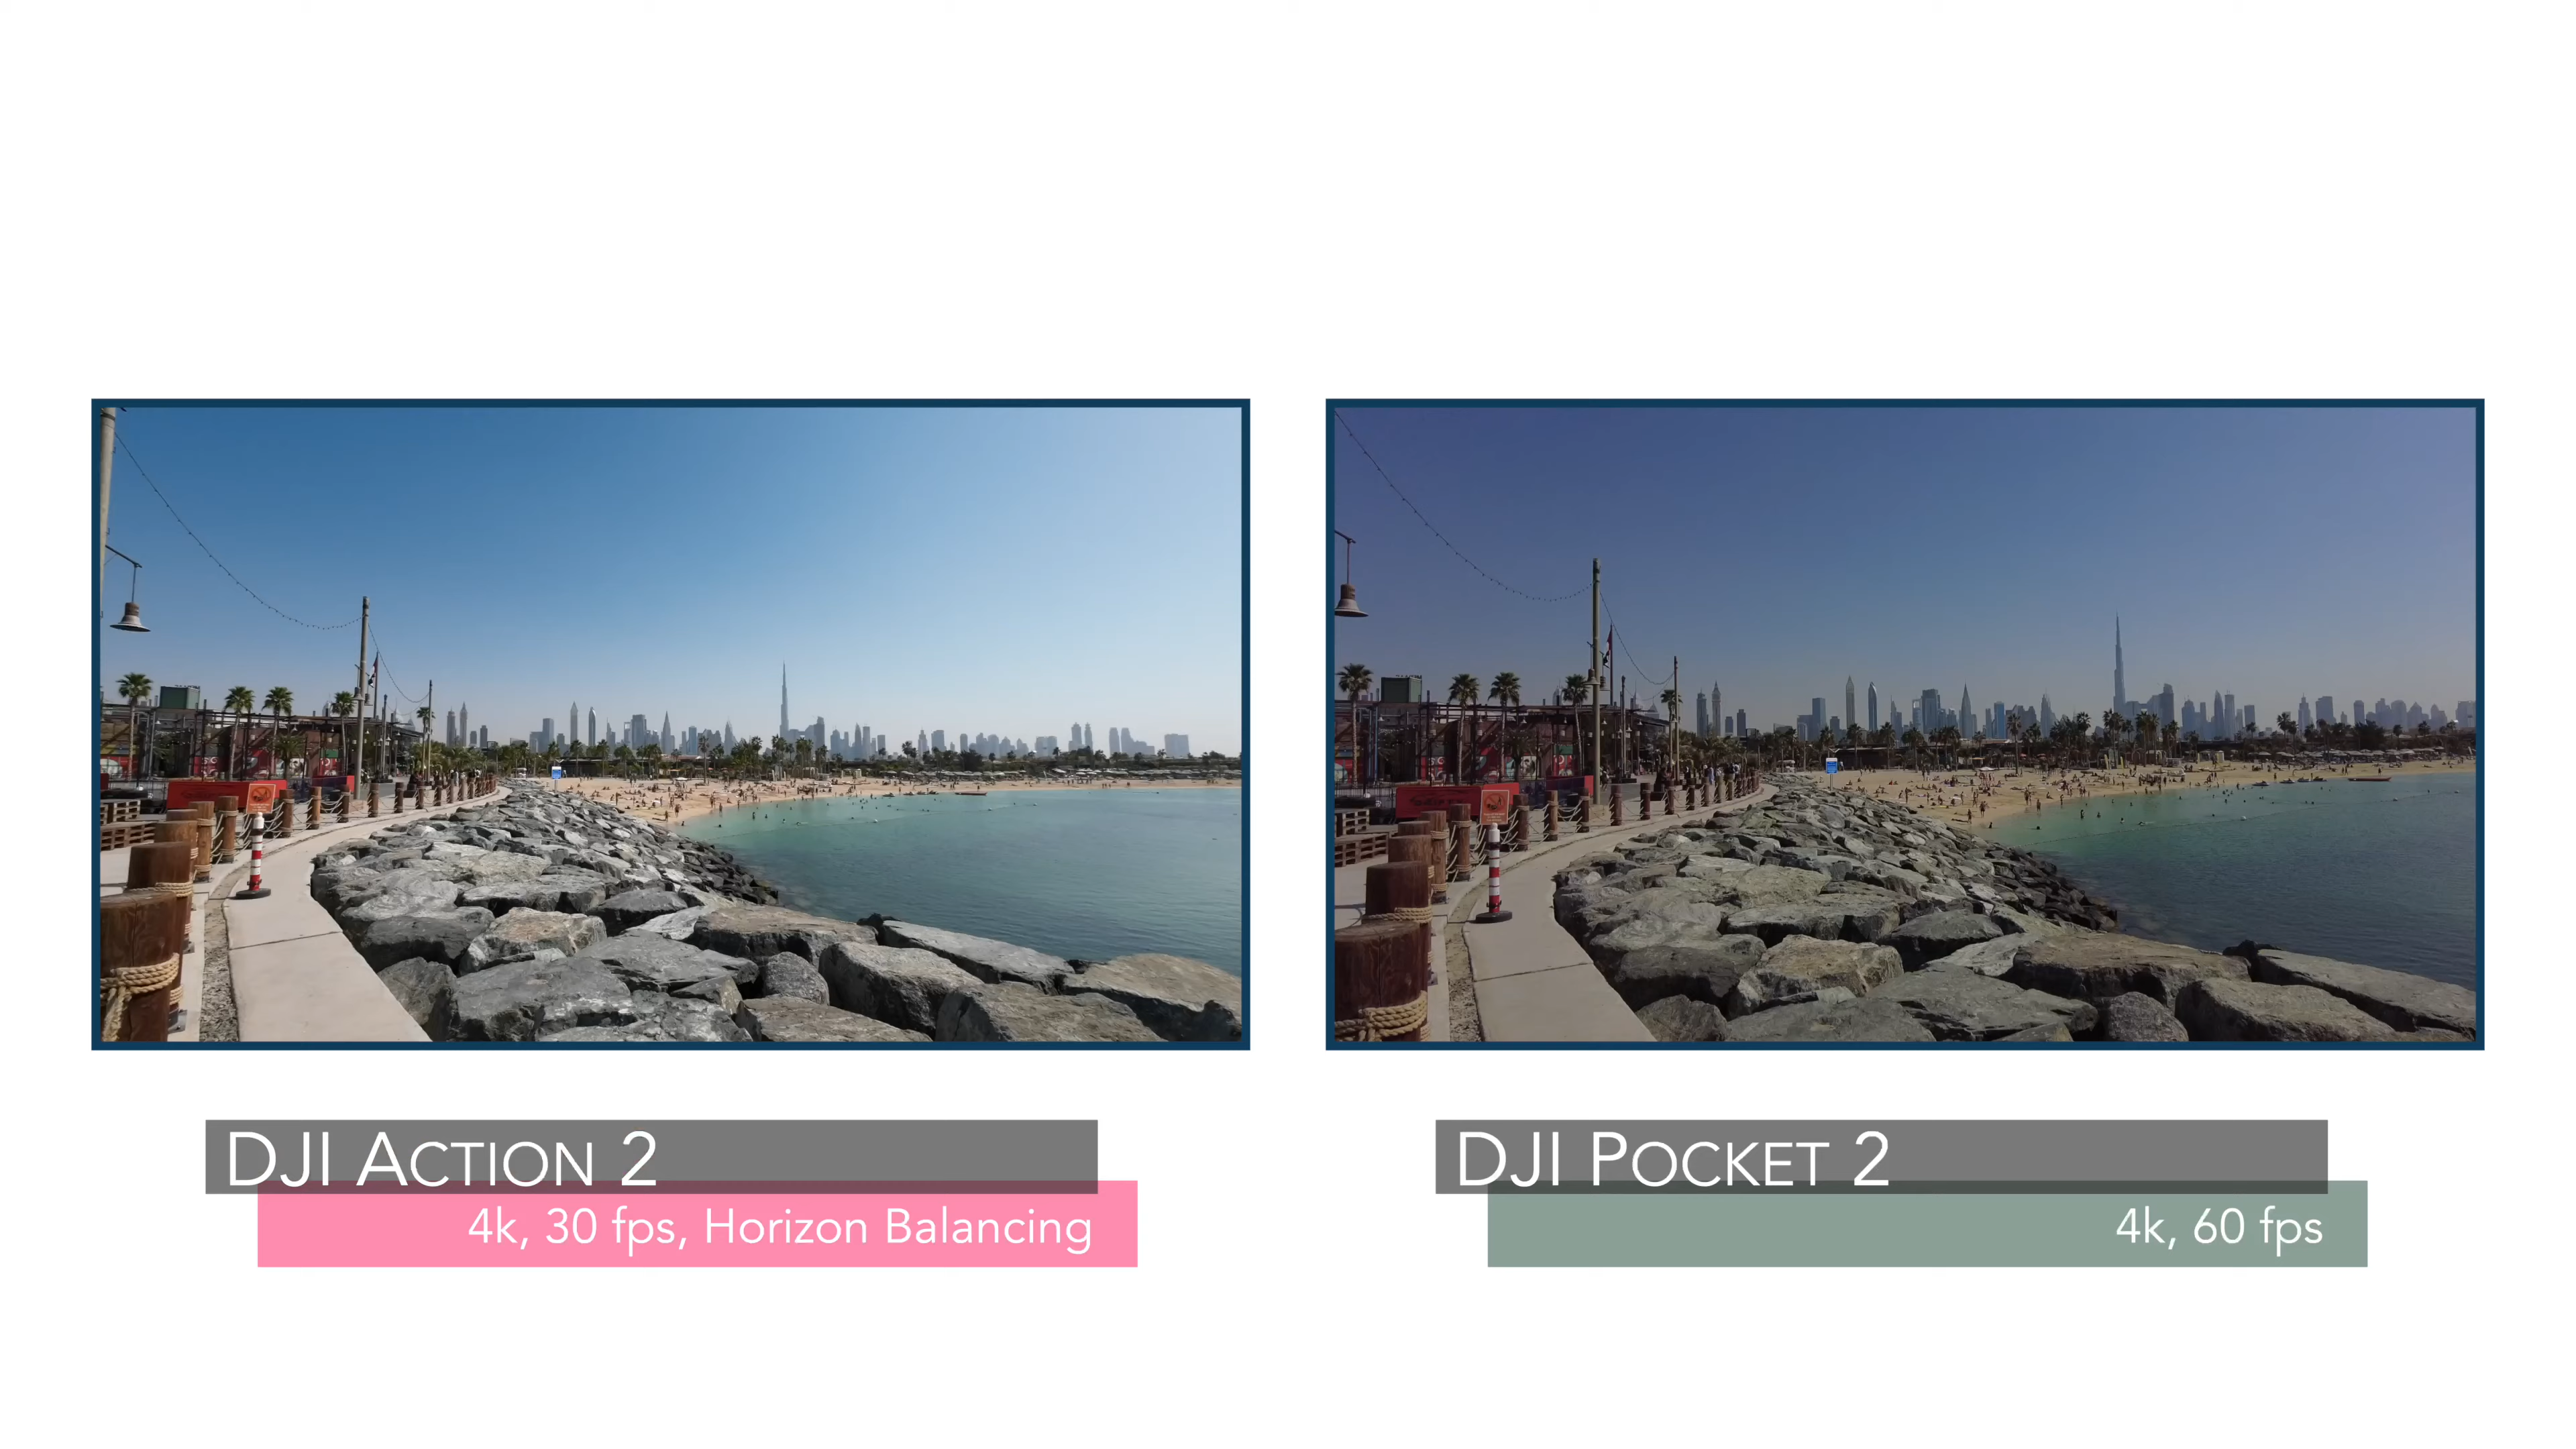 DJI Action 2
4k, 30 fps, Horizon Balancing
DJI Pocket 2
4k, 60 fps